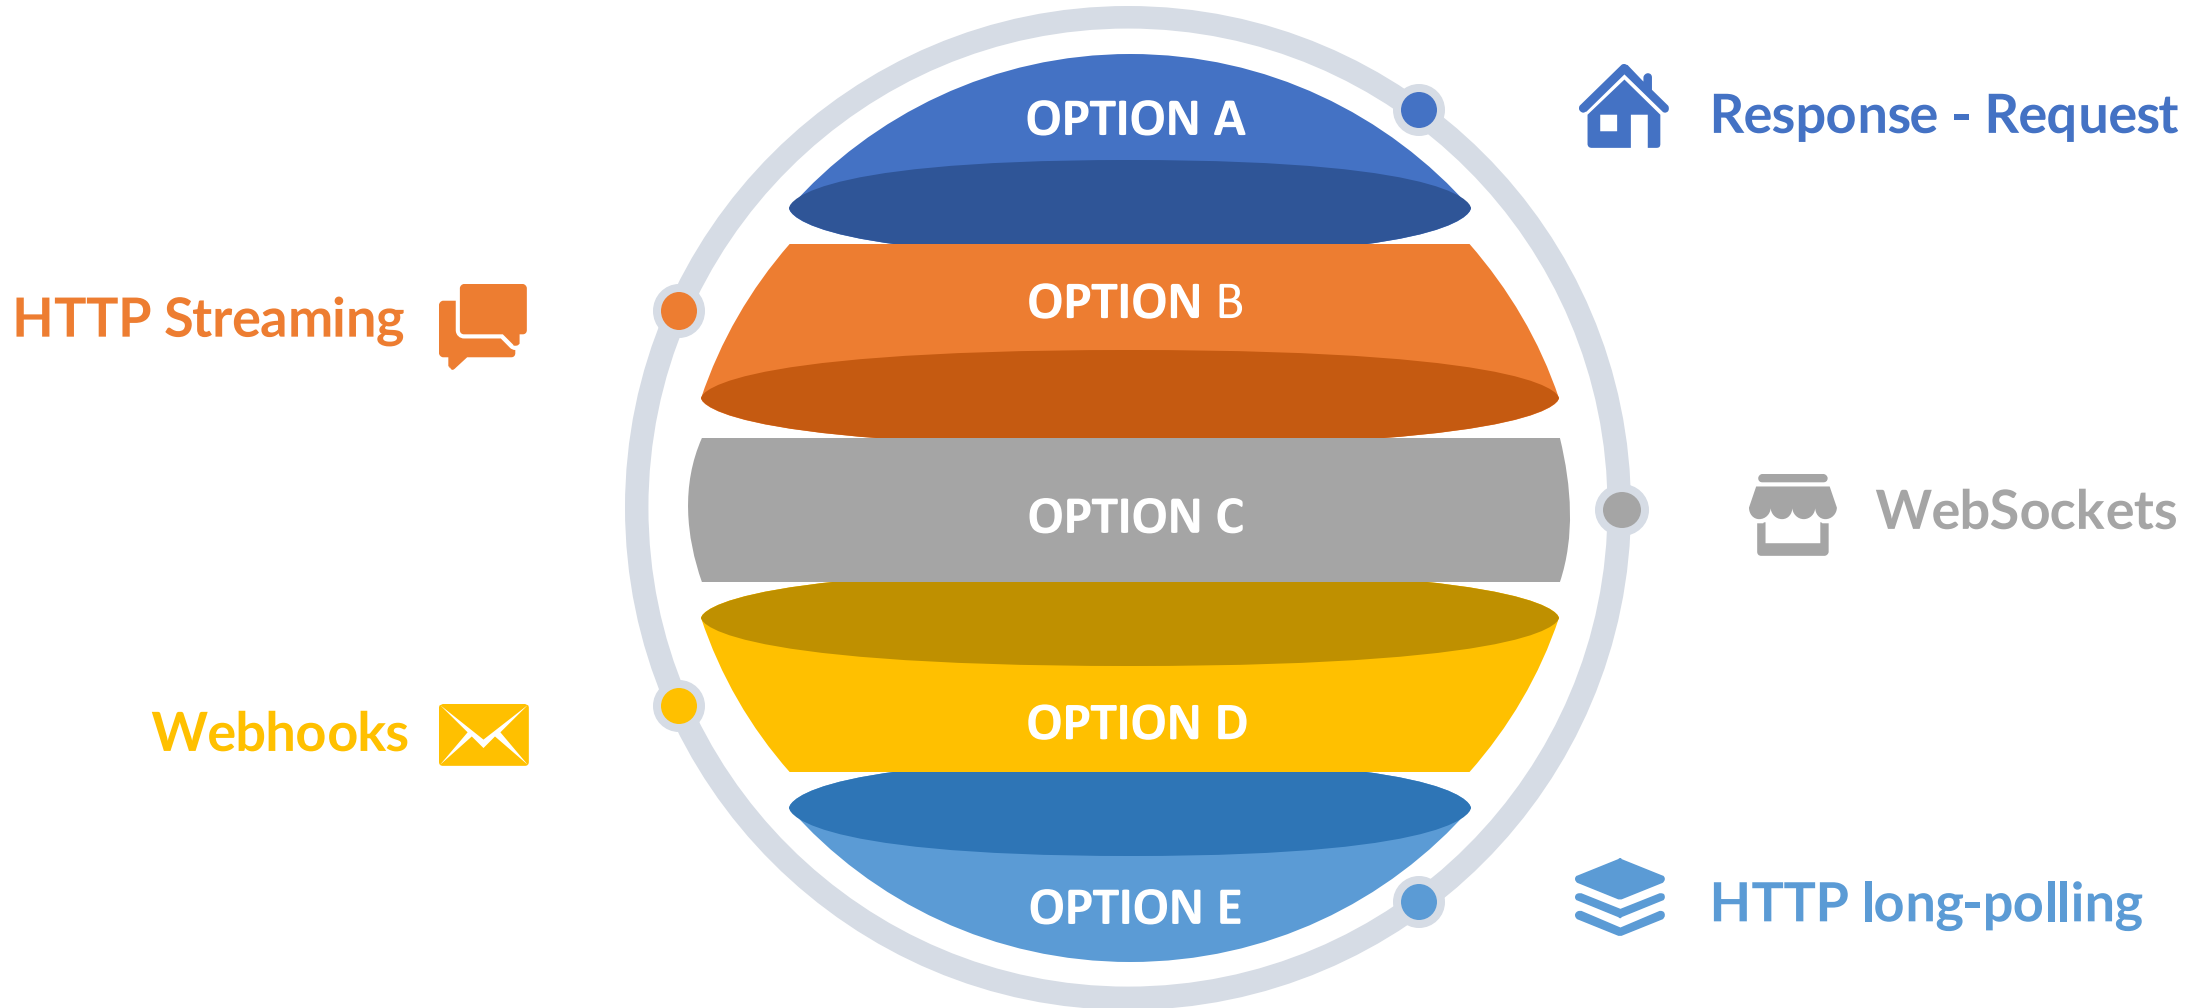 OPTION A
Response - Request
HTTP Streaming
OPTION B
OPTION C
WebSockets
Webhooks
OPTION D
OPTION E
HTTP long-polling